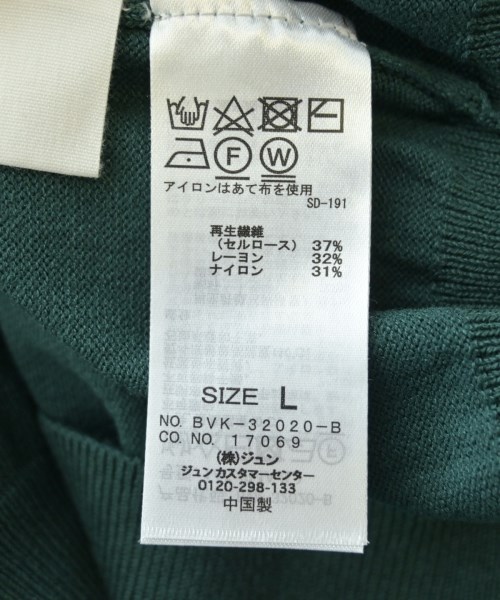 F W
アイロンはあて布を使用
SD-191
再生繊維
(セルロース) 37%
レーヨン 32%
ナイロン 31%
SIZE L
NO. BVK-32020-B
CO. NO. 17069
(株)ジュン
ジュンカスタマーセンター
0120-298-133
中国製